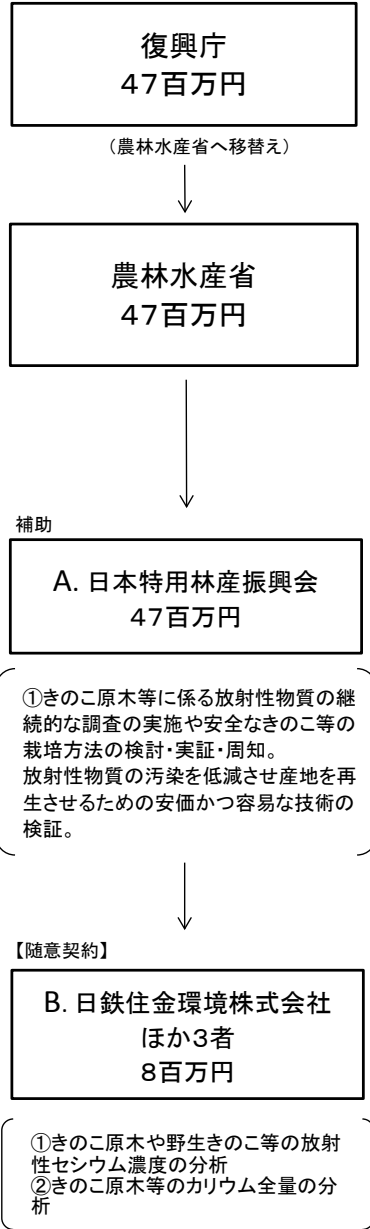 復興庁
47百万円
(農林水産省へ移替え)
農林水産省
47百万円
補助
A. 日本特用林産振興会
47百万円
①きのこ原木等に係る放射性物質の継
続的な調査の実施や安全なきのこ等の
栽培方法の検討・実証・周知。
放射性物質の汚染を低減させ産地を再
生させるための安価かつ容易な技術の
検証。
【随意契約】
B. 日鉄住金環境株式会社
ほか3者
8百万円
①きのこ原木や野生きのこ等の放射
性セシウム濃度の分析
②きのこ原木等のカリウム全量の分
析